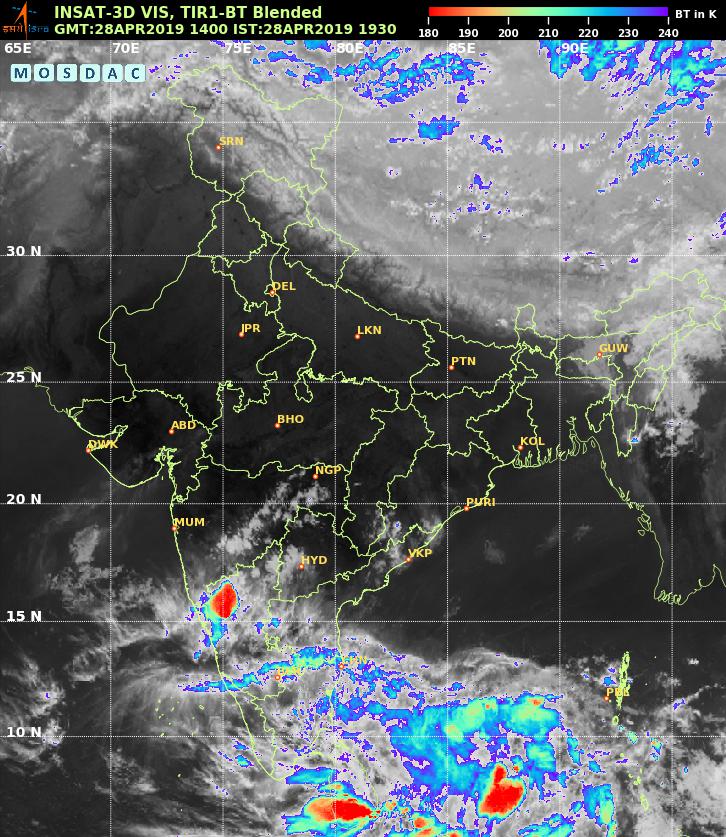 INSAT-3D VIS, TIR1-BT Blended
GMT:28APR2019 1400 IST:28APR2019 1930
BT in K
180 190 200 210 220 230 240
65E 70E 75E 80E 85E 90E
MOSDAC
SRN
30 N
DEL
JPR
LKN
GUW
PTN
25 N
BHO
ABD
KOL
DWK
NGP
20 N
PURI
MUM
VKP
HYD
15 N
PBL
10 N